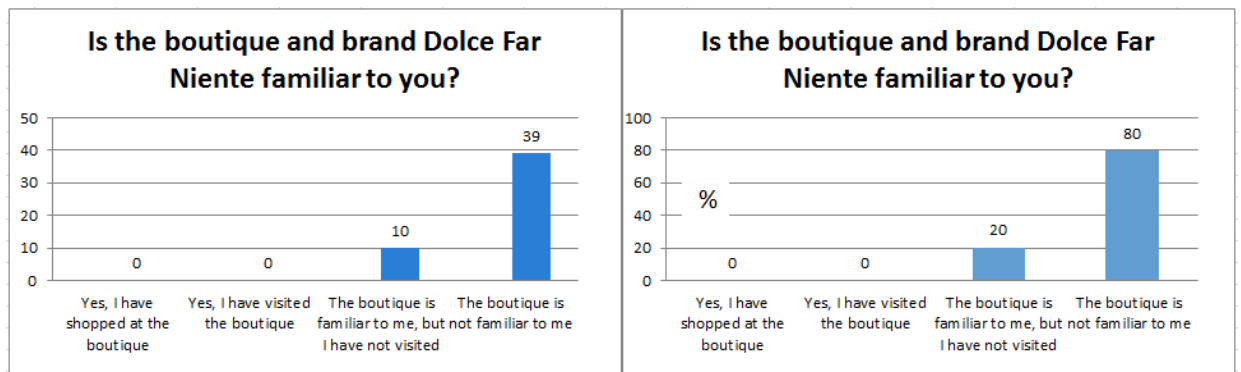 Is the boutique and brand Dolce Far
Niente familiar to you?
50
40
30
20
10
0
0
0
10
39
Yes, I have
shopped at the
boutique
Yes, I have visited
the boutique
The boutique is
familiar to me, but
I have not visited
The boutique is
not familiar to me
Is the boutique and brand Dolce Far
Niente familiar to you?
100
80
60
40
20
0
%
0
0
20
80
Yes, I have
shopped at the
boutique
Yes, I have visited
the boutique
The boutique is
familiar to me, but
I have not visited
The boutique is
not familiar to me